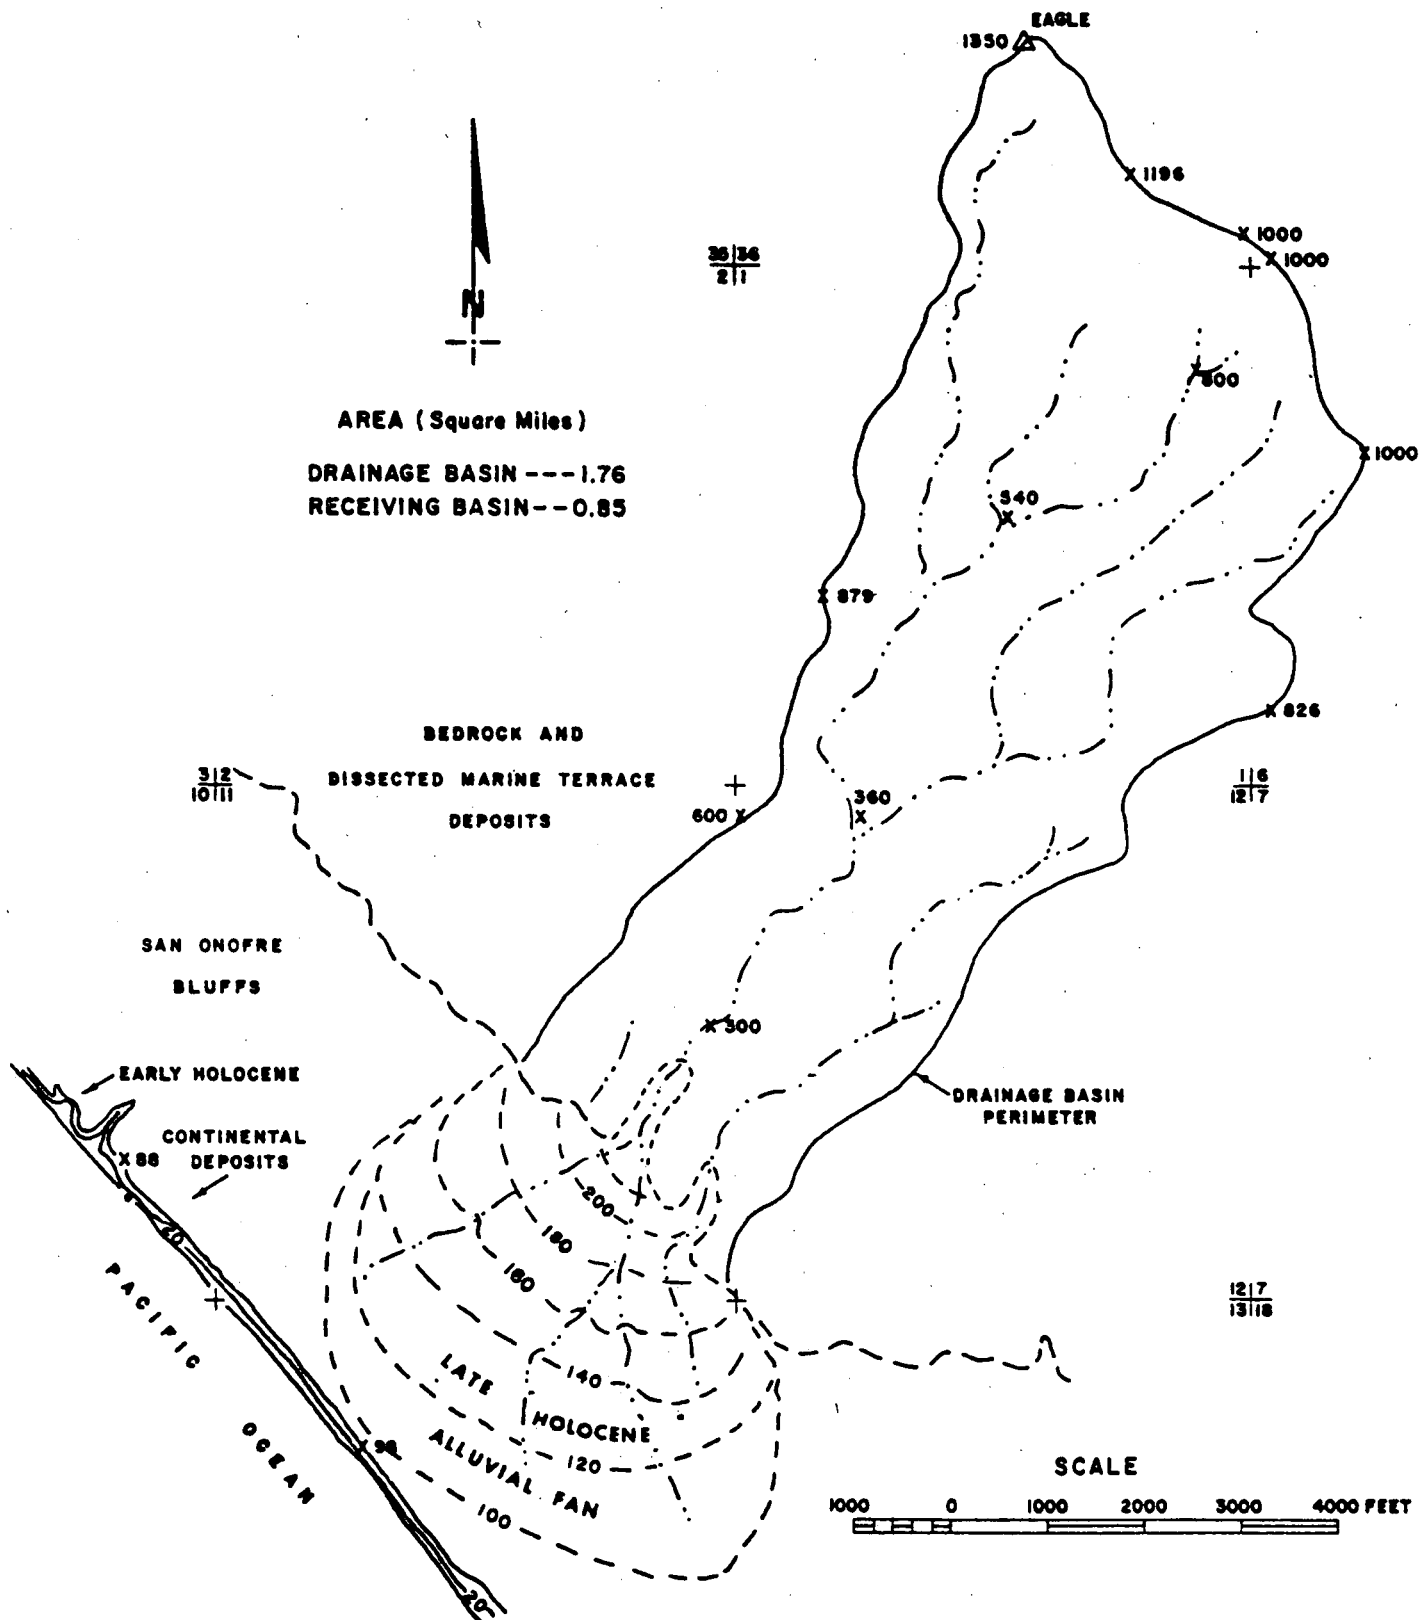 EAGLE
1350
1196
1000
1000
35|36
2|1
N
AREA (Square Miles)
DRAINAGE BASIN ---1.76
RECEIVING BASIN--0.85
800
1000
540
879
826
BEDROCK AND
DISSECTED MARINE TERRACE
DEPOSITS
3|2
10|11
1|6
12|7
600
360
SAN ONOFRE
BLUFFS
300
EARLY HOLOCENE
DRAINAGE BASIN
PERIMETER
CONTINENTAL
DEPOSITS
88
200
20
180
160
PACIFIC
OCEAN
12|7
13|18
140
LATE
HOLOCENE
ALLUVIAL FAN
98
120
100
SCALE
1000 0 1000 2000 3000 4000 FEET
20